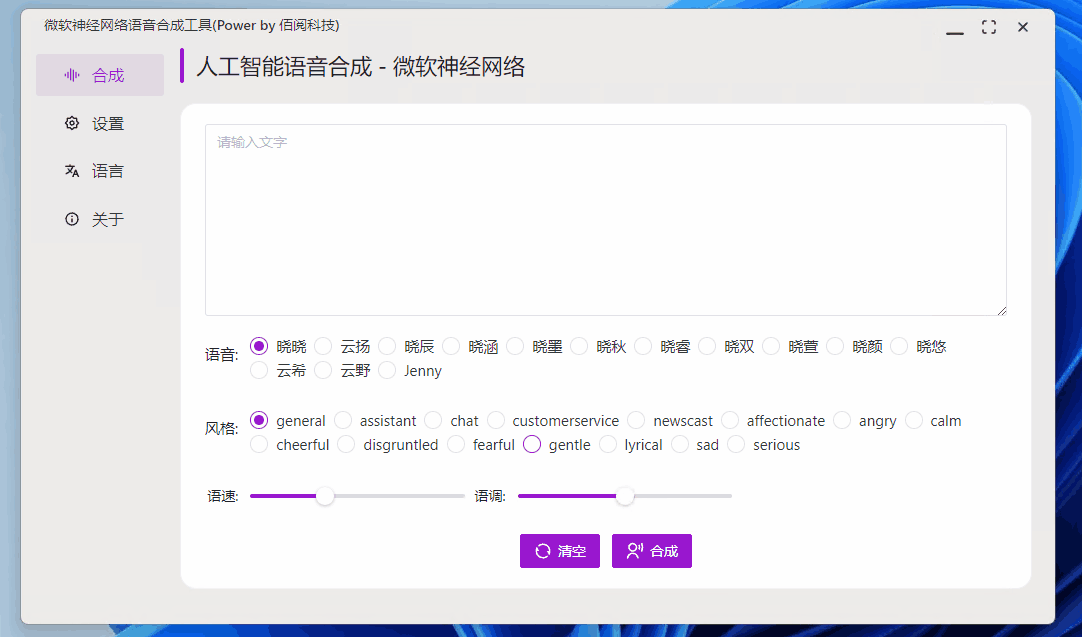 微软神经网络语音合成工具(Power by 佰阅科技)
合成
设置
语言
关于
人工智能语音合成 - 微软神经网络
请输入文字
语音: 晓晓 云扬 晓辰 晓涵 晓墨 晓秋 晓睿 晓双 晓萱 晓颜 晓悠
云希 云野 Jenny
风格: general assistant chat customerservice newscast affectionate angry calm
cheerful disgruntled fearful gentle lyrical sad serious
语速: 语调:
清空 合成